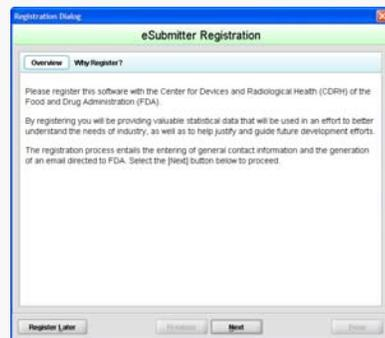 Registration Dialog
eSubmitter Registration
Overview Why Register?
Please register this software with the Center for Devices and Radiological Health (CDRH) of the
Food and Drug Administration (FDA).
By registering you will be providing valuable statistical data that will be used in an effort to better
understand the needs of industry, as well as to help justify and guide future development efforts.
The registration process entails the entering of general contact information and the generation
of an email directed to FDA. Select the [Next] button below to proceed.
Register Later Previous Next